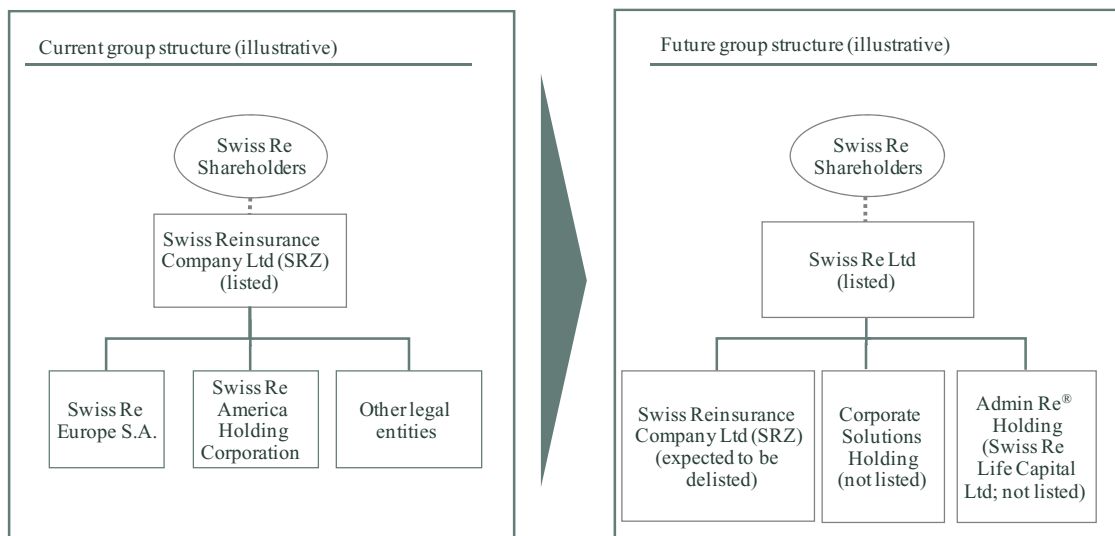 Current group structure (illustrative)
Swiss Re
Shareholders
Swiss Reinsurance
Company Ltd (SRZ)
(listed)
Swiss Re
Europe S.A.
Swiss Re
America
Holding
Corporation
Other legal
entities
Future group structure (illustrative)
Swiss Re
Shareholders
Swiss Re Ltd
(listed)
Swiss Reinsurance
Company Ltd (SRZ)
(expected to be
delisted)
Corporate
Solutions
Holding
(not listed)
Admin Re®
Holding
(Swiss Re
Life Capital
Ltd; not listed)